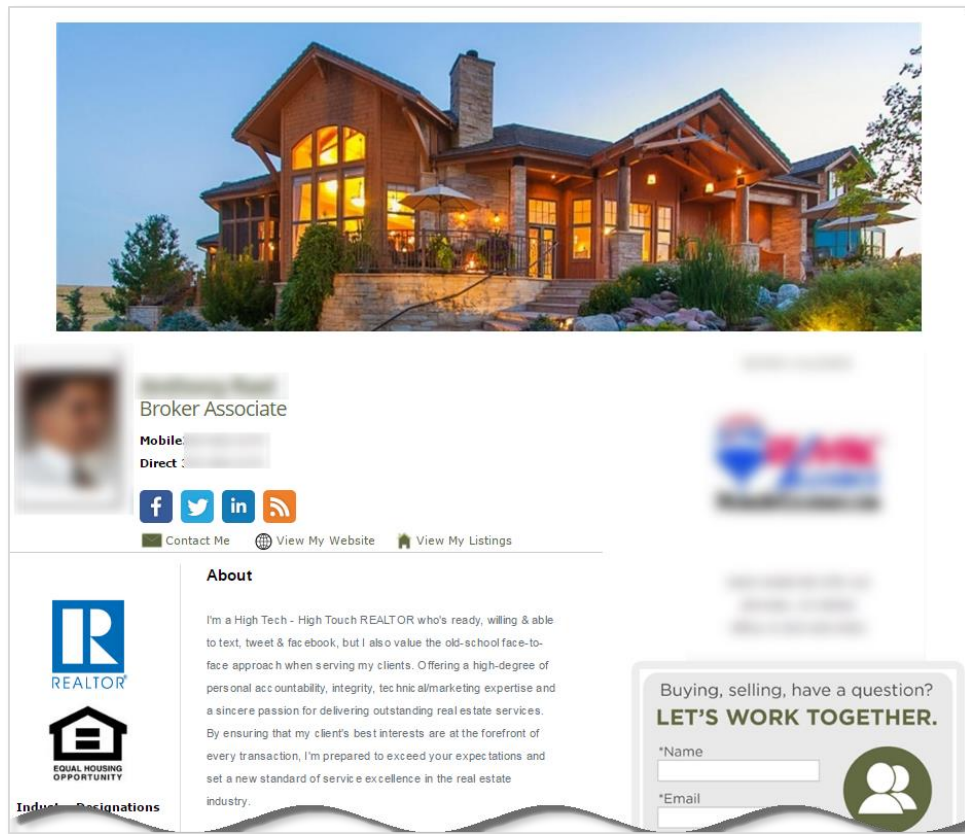 Broker Associate
Mobile
Direct
Contact Me View My Website View My Listings
About
I'm a High Tech - High Touch REALTOR who's ready, willing & able
to text, tweet & facebook, but I also value the old-school face-to-
face approach when serving my clients. Offering a high-degree of
personal accountability, integrity, technical/marketing expertise and
a sincere passion for delivering outstanding real estate services.
By ensuring that my client's best interests are at the forefront of
every transaction, I'm prepared to exceed your expectations and
set a new standard of service excellence in the real estate
industry.
R
REALTOR®
EQUAL HOUSING
OPPORTUNITY
Designations
Buying, selling, have a question?
LET'S WORK TOGETHER.
*Name
*Email